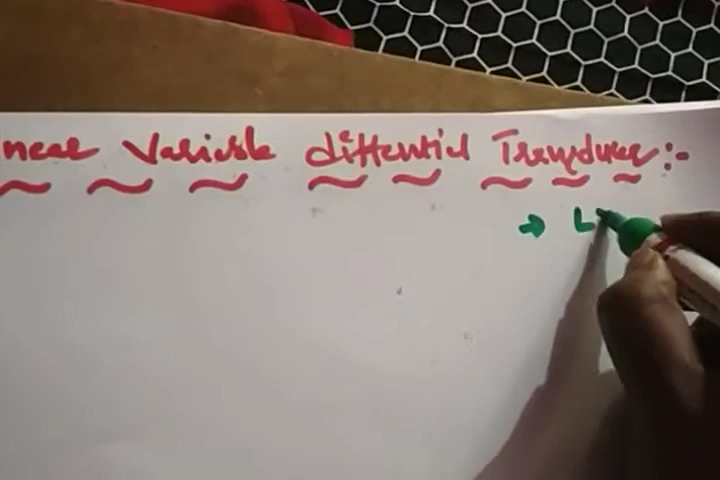 near Variable differential Transducer :-
→ L